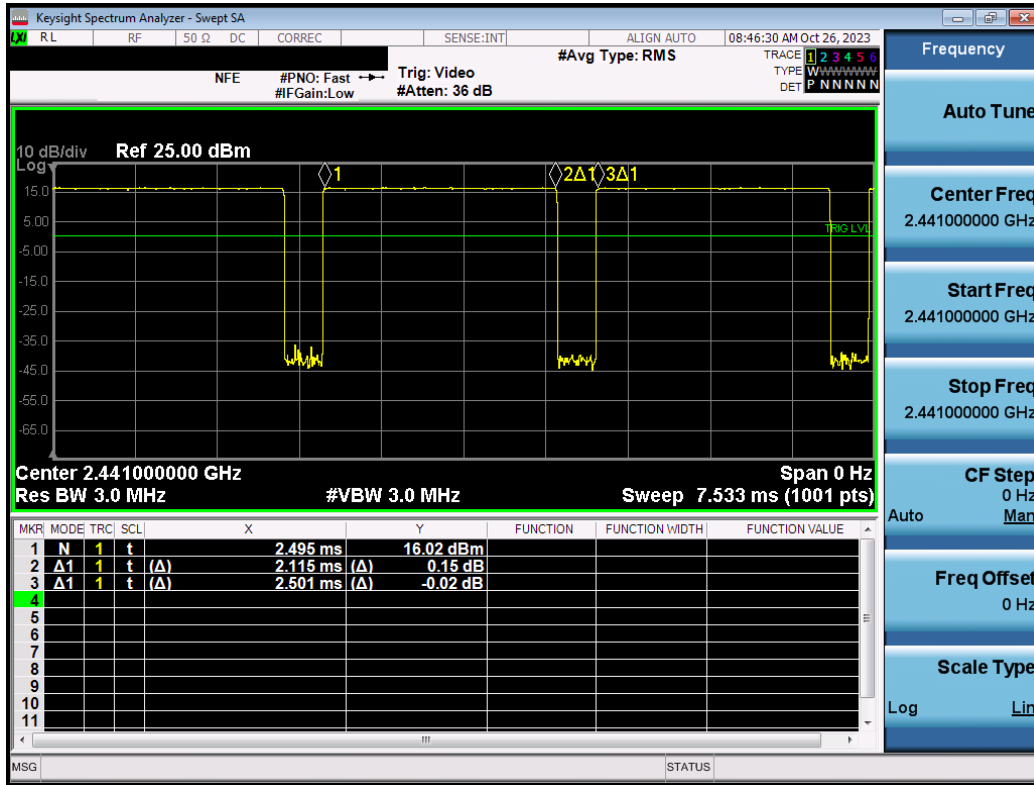 Keysight Spectrum Analyzer - Swept SA
LXI RL RF 50 Ω DC CORREC SENSE:INT ALIGN AUTO 08:46:30 AM Oct 26, 2023
NFE #PNO: Fast Trig: Video #Avg Type: RMS TRACE 1 2 3 4 5 6
#IFGain:Low #Atten: 36 dB TYPE WWWWWW
DET P N N N N N
10 dB/div Ref 25.00 dBm
Log
1 2Δ1 3Δ1
15.0
5.00
TRIG LVL
-5.00
-15.0
-25.0
-35.0
-45.0
-55.0
-65.0
Center 2.441000000 GHz Span 0 Hz
Res BW 3.0 MHz #VBW 3.0 MHz Sweep 7.533 ms (1001 pts)
MKR MODE TRC SCL X Y FUNCTION FUNCTION WIDTH FUNCTION VALUE
1 N 1 t 2.495 ms 16.02 dBm
2 Δ1 1 t (Δ) 2.115 ms (Δ) 0.15 dB
3 Δ1 1 t (Δ) 2.501 ms (Δ) -0.02 dB
4
5
6
7
8
9
10
11
MSG STATUS
Frequency
Auto Tune
Center Freq
2.441000000 GHz
Start Freq
2.441000000 GHz
Stop Freq
2.441000000 GHz
CF Step
0 Hz
Auto Man
Freq Offset
0 Hz
Scale Type
Log Lin